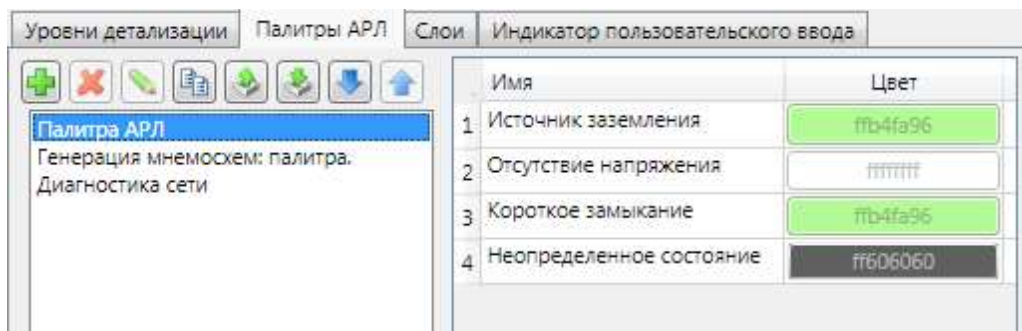 Уровни детализации Палитры АРЛ Слои Индикатор пользовательского ввода
Имя Цвет
Палитра АРЛ
Генерация мнемосхем: палитра.
Диагностика сети
1 Источник заземления ffb4fa96
2 Отсутствие напряжения ffffffff
3 Короткое замыкание ffb4fa96
4 Неопределенное состояние ff606060